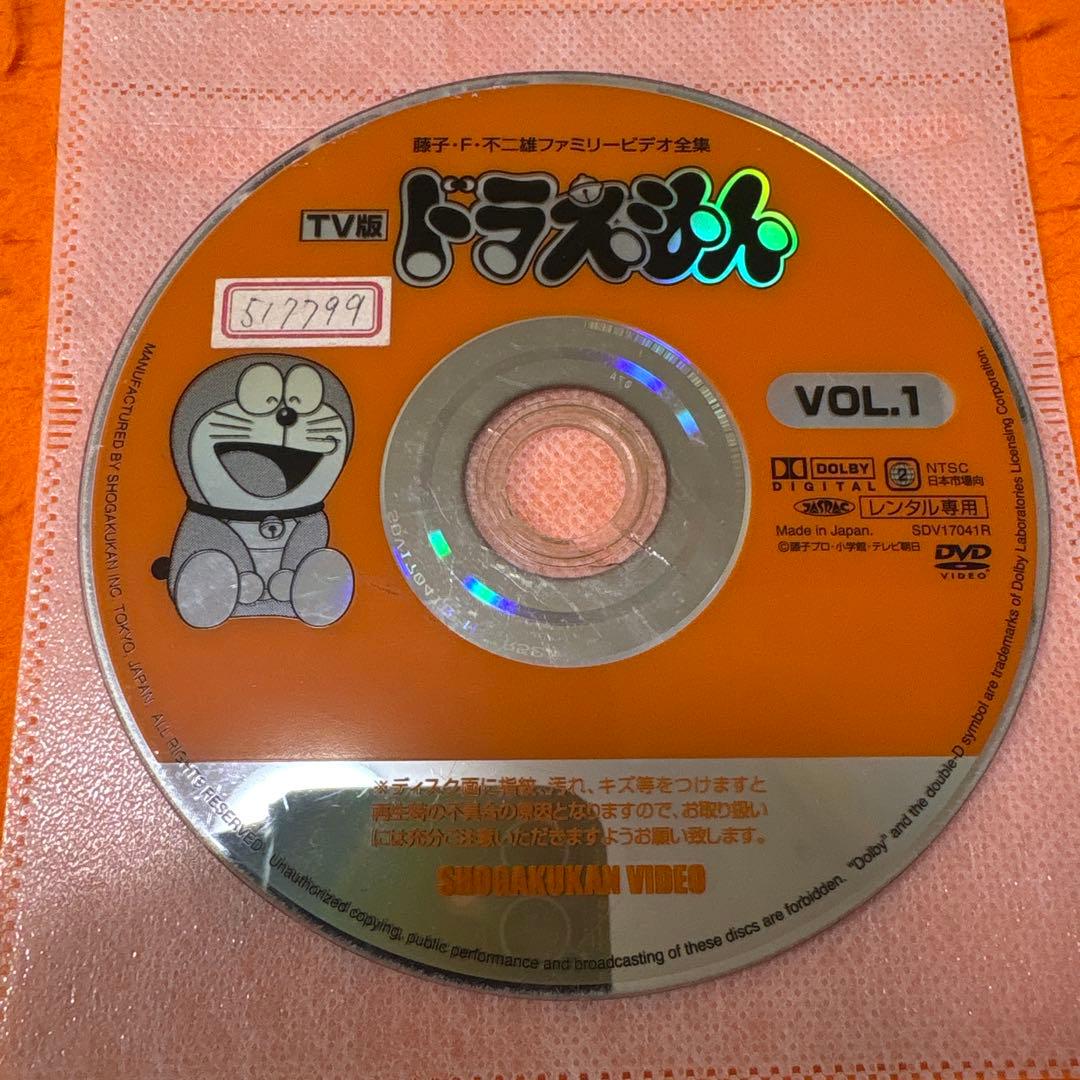 藤子・F・不二雄ファミリービデオ全集
TV版
ドラえもん
517799
VOL.1
DOLBY
DIGITAL
2
NTSC
日本市場向
JASRAC
レンタル専用
Made in Japan.
SDV17041R
©藤子プロ・小学館・テレビ朝日
DVD
VIDEO
※ディスク面に指紋、汚れ、キズ等をつけますと
再生時の不具合の原因となりますので、お取り扱い
には充分ご注意いただきますようお願い致します。
SHOGAKUKAN VIDEO
MANUFACTURED BY SHOGAKUKAN INC. TOKYO, JAPAN. ALL RIGHTS RESERVED. Unauthorized copying, public performance and broadcasting of these discs are forbidden. "Dolby" and the double-D symbol are trademarks of Dolby Laboratories Licensing Corporation.